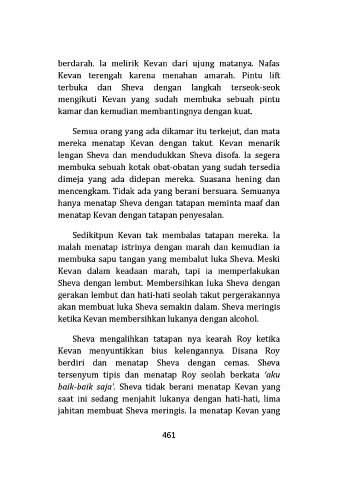 berdarah. Ia melirik Kevan dari ujung matanya. Nafas
Kevan terengah karena menahan amarah. Pintu lift
terbuka dan Sheva dengan langkah terseok-seok
mengikuti Kevan yang sudah membuka sebuah pintu
kamar dan kemudian membantingnya dengan kuat.
Semua orang yang ada dikamar itu terkejut, dan mata
mereka menatap Kevan dengan takut. Kevan menarik
lengan Sheva dan mendudukkan Sheva disofa. Ia segera
membuka sebuah kotak obat-obatan yang sudah tersedia
dimeja yang ada didepan mereka. Suasana hening dan
mencengkam. Tidak ada yang berani bersuara. Semuanya
hanya menatap Sheva dengan tatapan meminta maaf dan
menatap Kevan dengan tatapan penyesalan.
Sedikitpun Kevan tak membalas tatapan mereka. Ia
malah menatap istrinya dengan marah dan kemudian ia
membuka sapu tangan yang membalut luka Sheva. Meski
Kevan dalam keadaan marah, tapi ia memperlakukan
Sheva dengan lembut. Membersihkan luka Sheva dengan
gerakan lembut dan hati-hati seolah takut pergerakannya
akan membuat luka Sheva semakin dalam. Sheva meringis
ketika Kevan membersihkan lukanya dengan alcohol.
Sheva mengalihkan tatapan nya kearah Roy ketika
Kevan menyuntikkan bius kelengannya. Disana Roy
berdiri dan menatap Sheva dengan cemas. Sheva
tersenyum tipis dan menatap Roy seolah berkata 'aku
baik-baik saja'. Sheva tidak berani menatap Kevan yang
saat ini sedang menjahit lukanya dengan hati-hati, lima
jahitan membuat Sheva meringis. Ia menatap Kevan yang
461